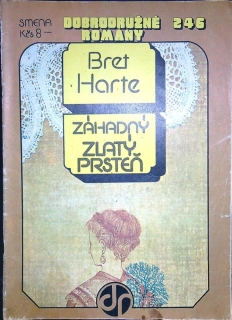 SMENA
Kčs 8—
DOBRODRUŽNÉ 246
ROMÁNY
Bret
Harte
ZÁHADNÝ
ZLATÝ
PRSTEŇ
dr